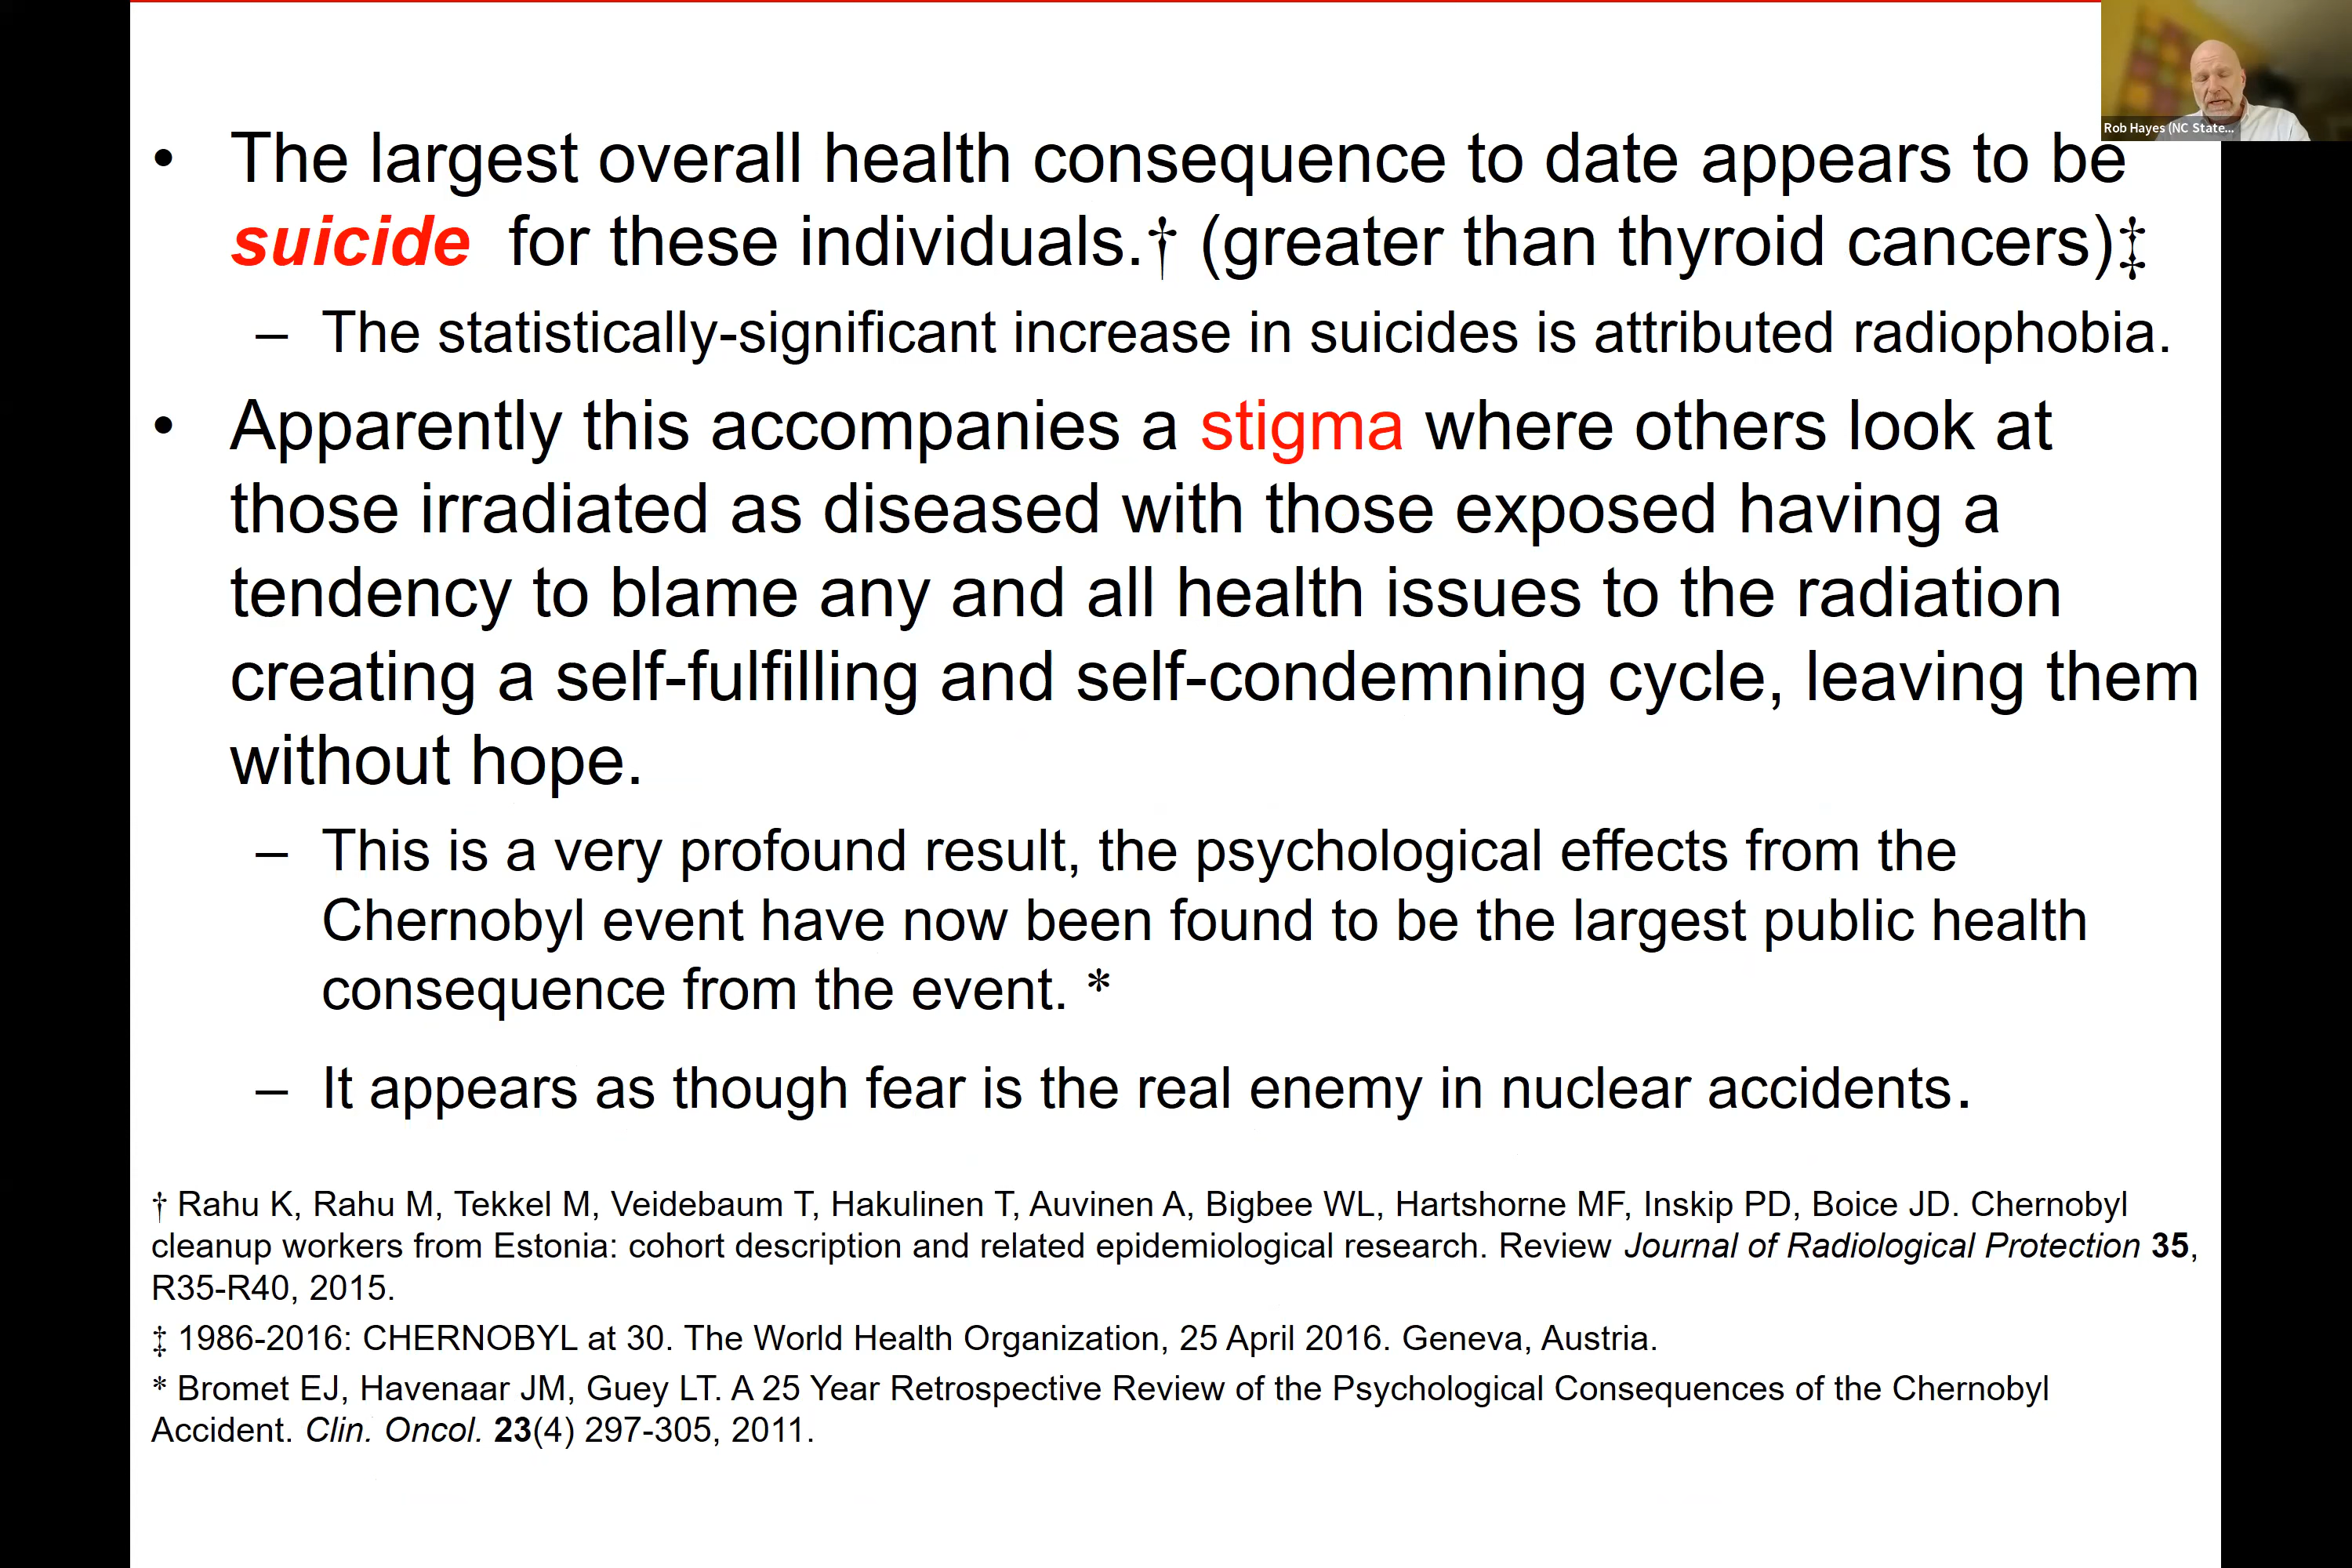 Rob Hayes (NC State...
• The largest overall health consequence to date appears to be
suicide for these individuals.† (greater than thyroid cancers)‡
– The statistically-significant increase in suicides is attributed radiophobia.
• Apparently this accompanies a stigma where others look at
those irradiated as diseased with those exposed having a
tendency to blame any and all health issues to the radiation
creating a self-fulfilling and self-condemning cycle, leaving them
without hope.
– This is a very profound result, the psychological effects from the
Chernobyl event have now been found to be the largest public health
consequence from the event. *
– It appears as though fear is the real enemy in nuclear accidents.
† Rahu K, Rahu M, Tekkel M, Veidebaum T, Hakulinen T, Auvinen A, Bigbee WL, Hartshorne MF, Inskip PD, Boice JD. Chernobyl
cleanup workers from Estonia: cohort description and related epidemiological research. Review Journal of Radiological Protection 35,
R35-R40, 2015.
‡ 1986-2016: CHERNOBYL at 30. The World Health Organization, 25 April 2016. Geneva, Austria.
* Bromet EJ, Havenaar JM, Guey LT. A 25 Year Retrospective Review of the Psychological Consequences of the Chernobyl
Accident. Clin. Oncol. 23(4) 297-305, 2011.